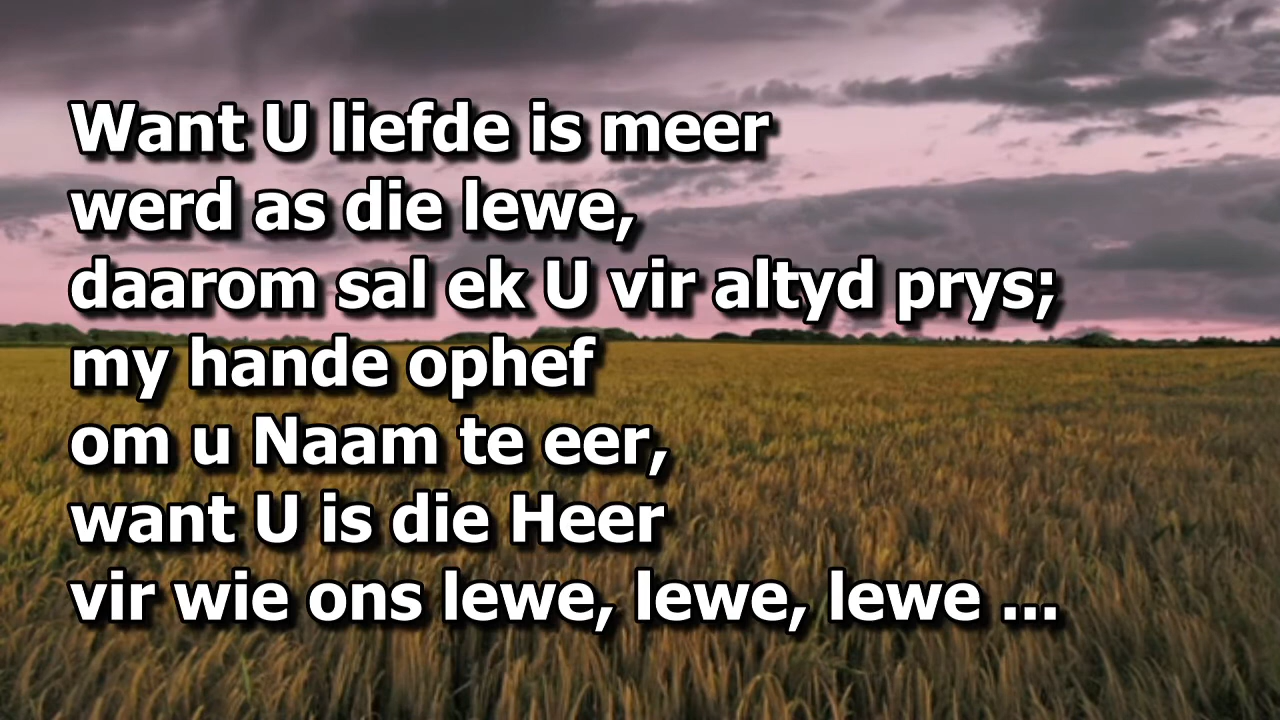 Want U liefde is meer
werd as die lewe,
daarom sal ek U vir altyd prys;
my hande ophef
om u Naam te eer,
want U is die Heer
vir wie ons lewe, lewe, lewe ...